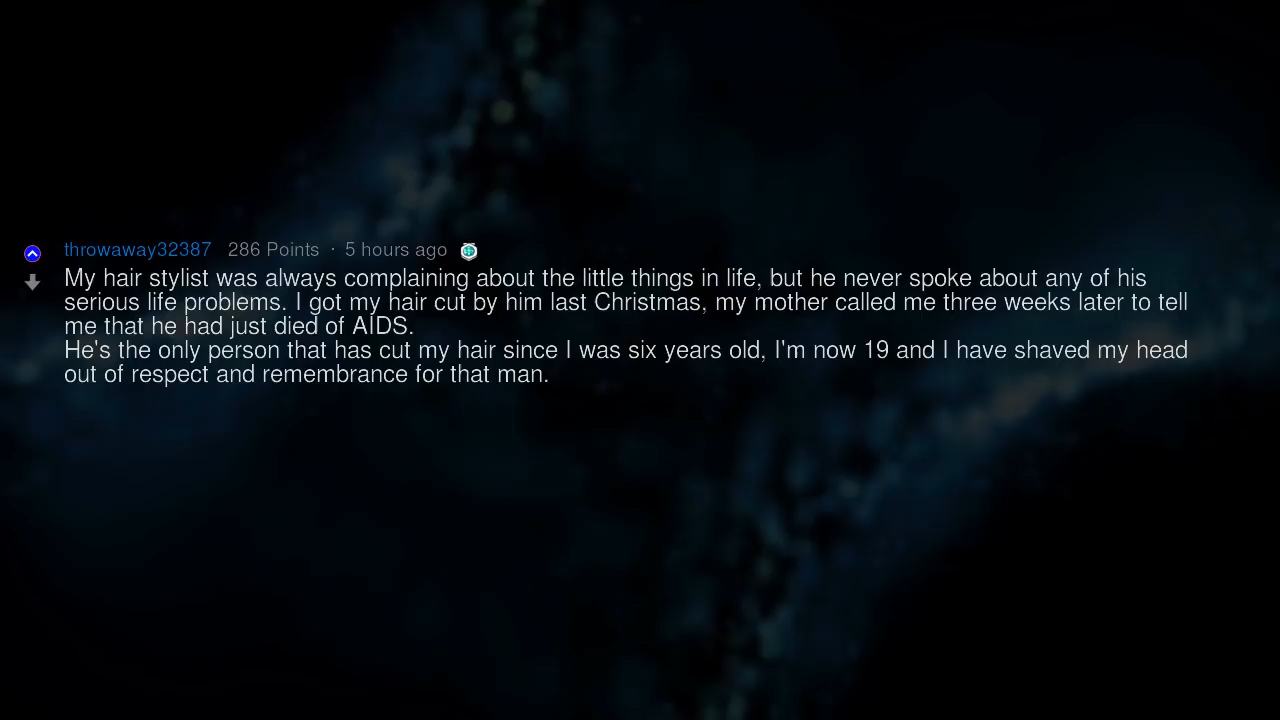 throwaway32387 286 Points · 5 hours ago
My hair stylist was always complaining about the little things in life, but he never spoke about any of his
serious life problems. I got my hair cut by him last Christmas, my mother called me three weeks later to tell
me that he had just died of AIDS.
He's the only person that has cut my hair since I was six years old, I'm now 19 and I have shaved my head
out of respect and remembrance for that man.